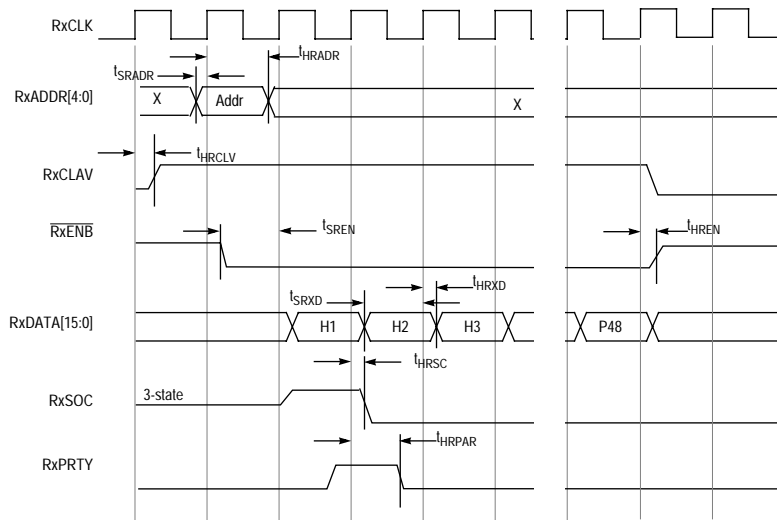 RxCLK
tHRADR
tSRADR
RxADDR[4:0]
X
Addr
X
tHRCLV
RxCLAV
RxENB
tSREN
tHREN
tSRXD
tHRXD
RxDATA[15:0]
H1
H2
H3
P48
tHRSC
RxSOC
3-state
tHRPAR
RxPRTY